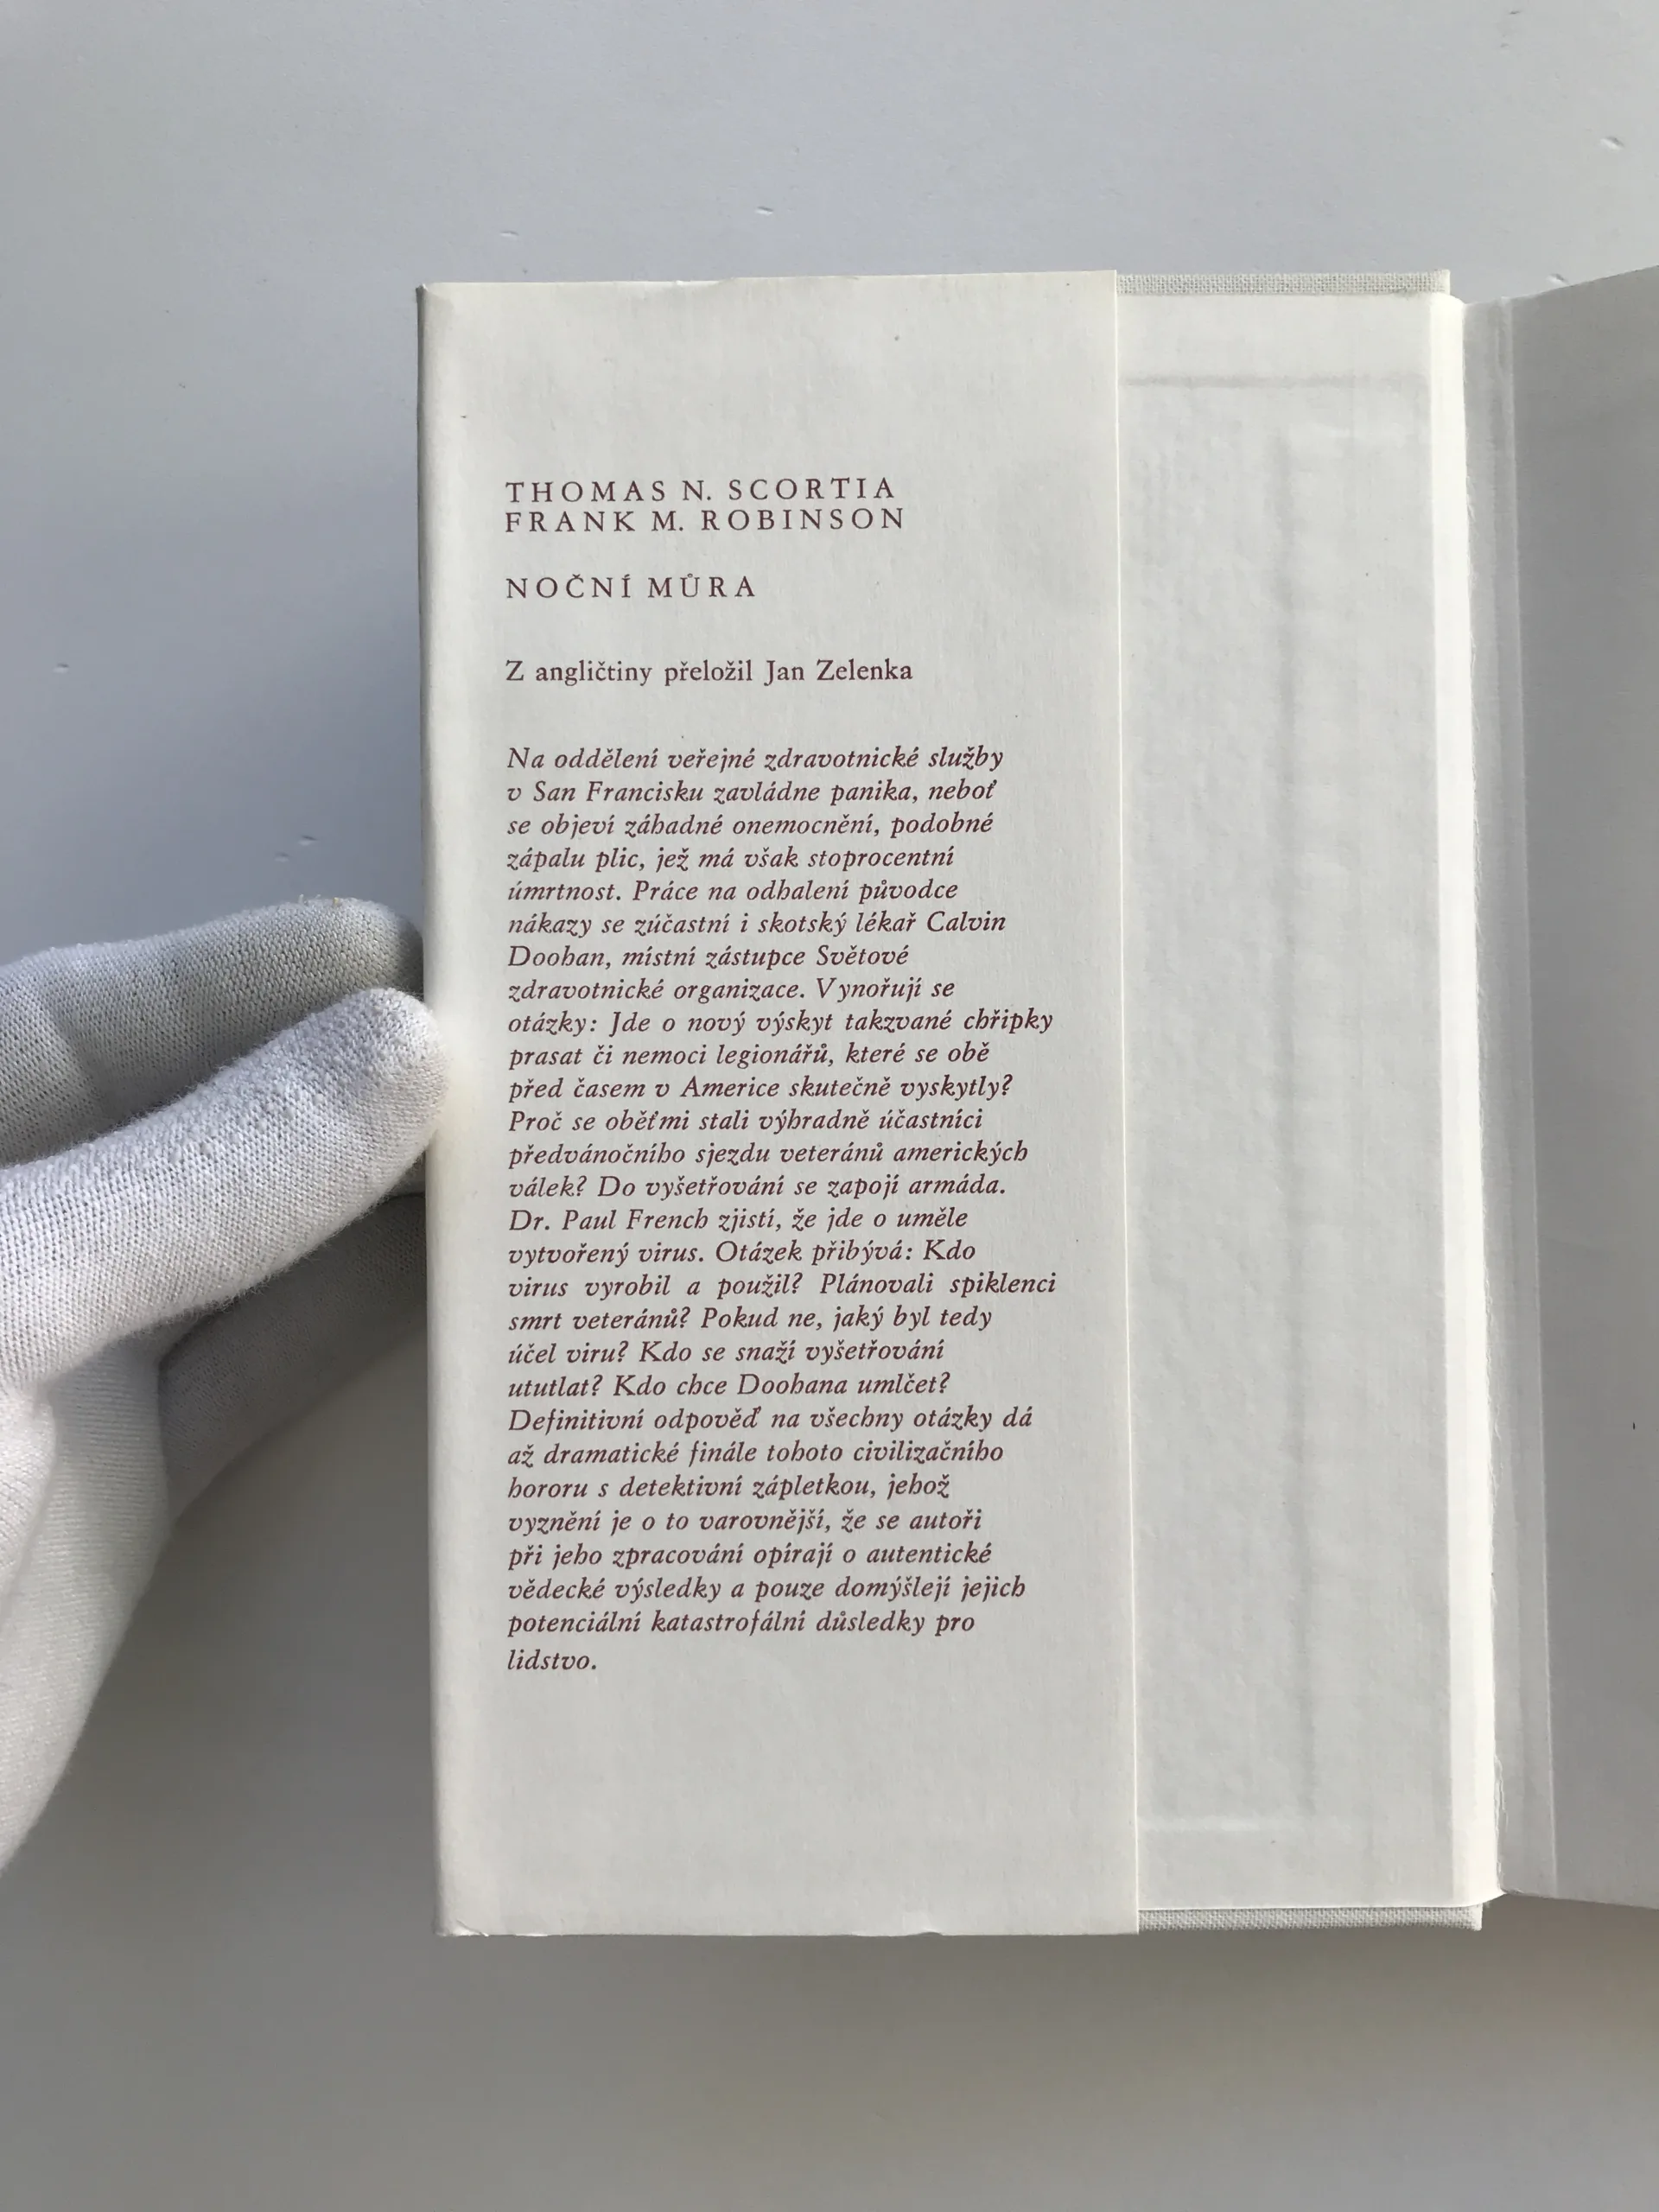 THOMAS N. SCORTIA
FRANK M. ROBINSON
NOČNÍ MŮRA
Z angličtiny přeložil Jan Zelenka
Na oddělení veřejné zdravotnické služby
v San Francisku zavládne panika, neboť
se objeví záhadné onemocnění, podobné
zápalu plic, jež má však stoprocentní
úmrtnost. Práce na odhalení původce
nákazy se zúčastní i skotský lékař Calvin
Doohan, místní zástupce Světové
zdravotnické organizace. Vynořují se
otázky: Jde o nový výskyt takzvané chřipky
prasat či nemoci legionářů, které se obě
před časem v Americe skutečně vyskytly?
Proč se oběťmi stali výhradně účastníci
předvánočního sjezdu veteránů amerických
válek? Do vyšetřování se zapojí armáda.
Dr. Paul French zjistí, že jde o uměle
vytvořený virus. Otázek přibývá: Kdo
virus vyrobil a použil? Plánovali spiklenci
smrt veteránů? Pokud ne, jaký byl tedy
účel viru? Kdo se snaží vyšetřování
ututlat? Kdo chce Doohana umlčet?
Definitivní odpověď na všechny otázky dá
až dramatické finále tohoto civilizačního
hororu s detektivní zápletkou, jehož
vyznění je o to varovnější, že se autoři
při jeho zpracování opírají o autentické
vědecké výsledky a pouze domýšlejí jejich
potenciální katastrofální důsledky pro
lidstvo.